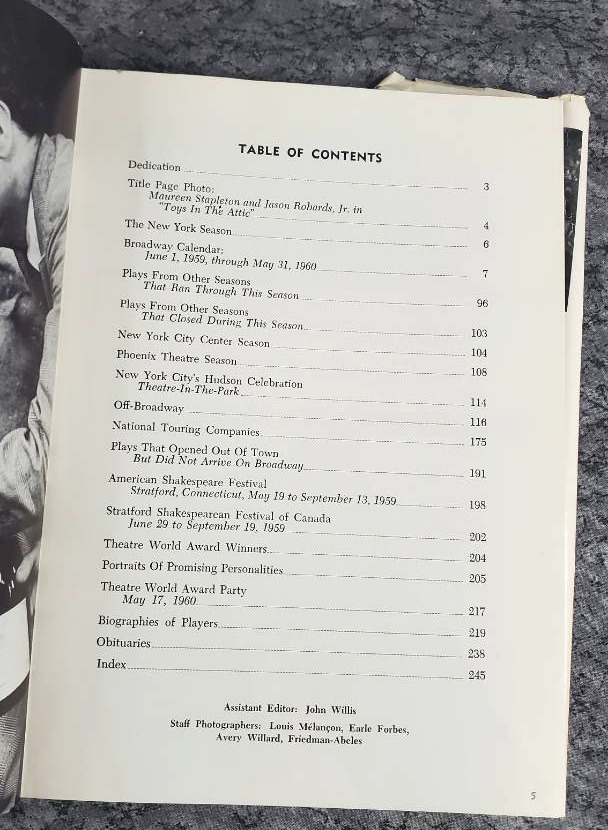 TABLE OF CONTENTS
Dedication 3
Title Page Photo:
Maureen Stapleton and Jason Robards, Jr. in
"Toys In The Attic" 4
The New York Season 6
Broadway Calendar:
June 1, 1959, through May 31, 1960 7
Plays From Other Seasons
That Ran Through This Season 96
Plays From Other Seasons
That Closed During This Season 103
New York City Center Season 104
Phoenix Theatre Season 108
New York City's Hudson Celebration
Theatre-In-The-Park 114
Off-Broadway 116
National Touring Companies 175
Plays That Opened Out Of Town
But Did Not Arrive On Broadway 191
American Shakespeare Festival
Stratford, Connecticut, May 19 to September 13, 1959 198
Stratford Shakespearean Festival of Canada
June 29 to September 19, 1959 202
Theatre World Award Winners 204
Portraits Of Promising Personalities 205
Theatre World Award Party
May 17, 1960 217
Biographies of Players 219
Obituaries 238
Index 245
Assistant Editor: John Willis
Staff Photographers: Louis Mélançon, Earle Forbes,
Avery Willard, Friedman-Abeles
5